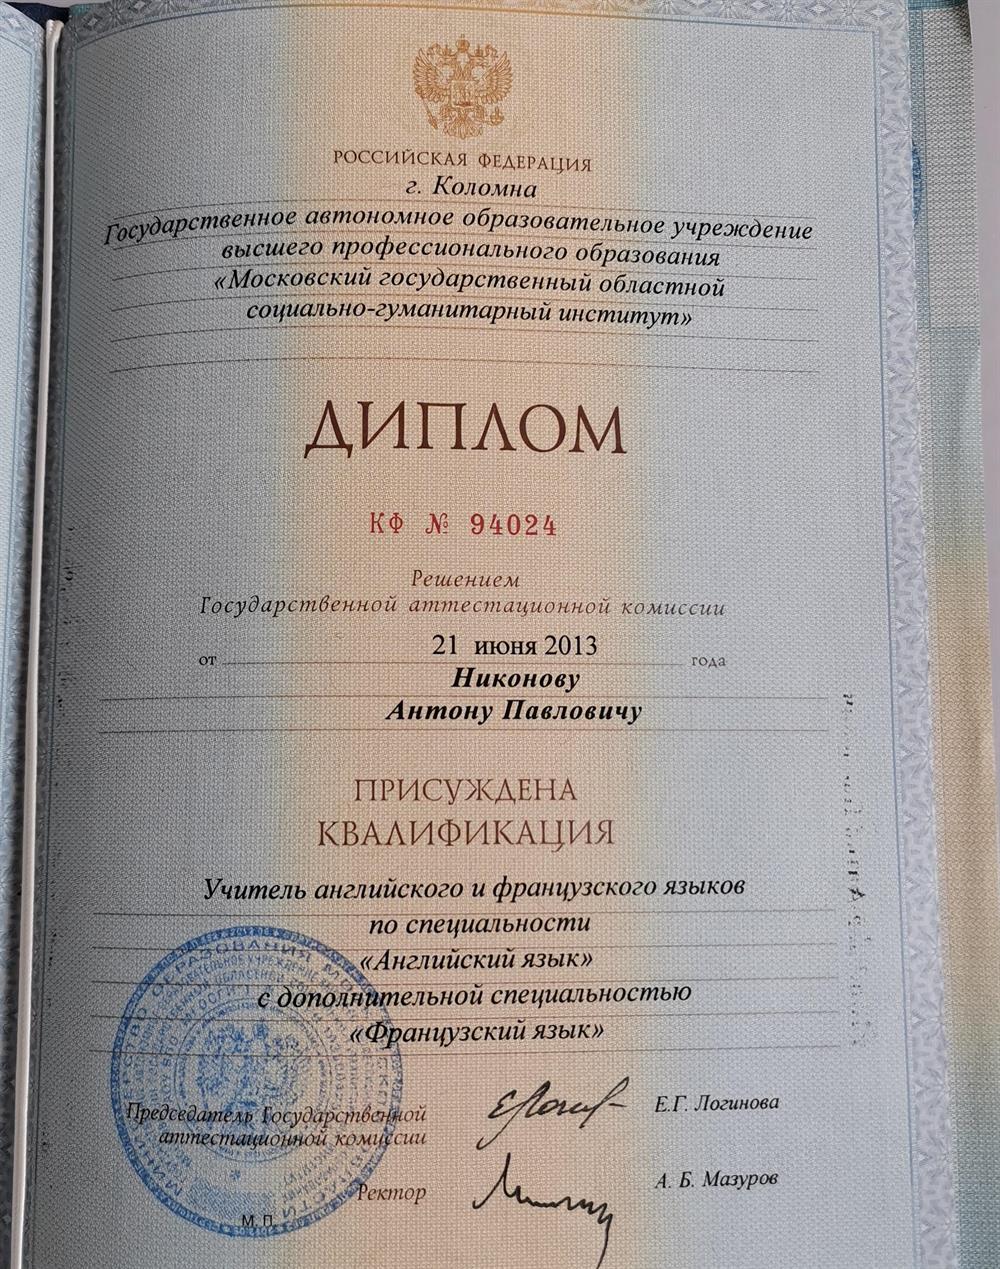 РОССИЙСКАЯ ФЕДЕРАЦИЯ
г. Коломна
Государственное автономное образовательное учреждение
высшего профессионального образования
«Московский государственный областной
социально-гуманитарный институт»
ДИПЛОМ
КФ № 94024
Решением
Государственной аттестационной комиссии
от 21 июня 2013 года
Никонову
Антону Павловичу
ПРИСУЖДЕНА
КВАЛИФИКАЦИЯ
Учитель английского и французского языков
по специальности
«Английский язык»
с дополнительной специальностью
«Французский язык»
Председатель Государственной
аттестационной комиссии
Е.Г. Логинова
Ректор
А. Б. Мазуров
М. П.